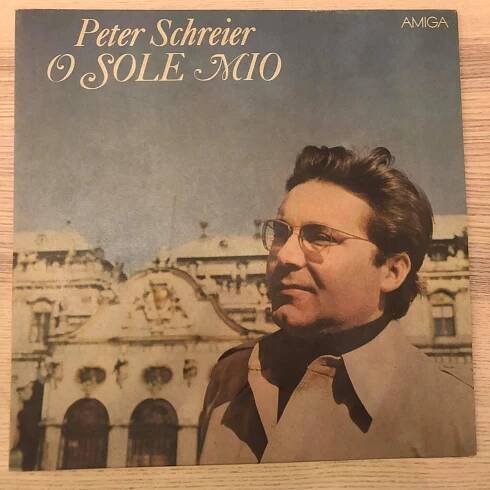 Peter Schreier
O SOLE MIO
AMIGA